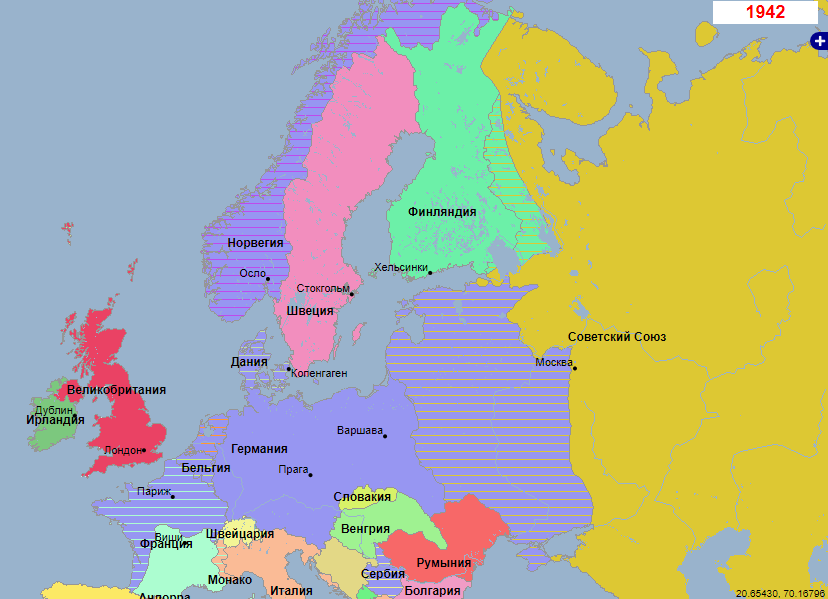 1942
Финляндия
Норвегия
Хельсинки
Осло
Стокгольм
Швеция
Советский Союз
Москва
Дания
Копенгаген
Великобритания
Дублин
Ирландия
Варшава
Лондон
Германия
Бельгия
Прага
Париж
Словакия
Венгрия
Швейцария
Виши
Франция
Румыния
Сербия
Монако
Италия
Болгария
Андорра
20.65430, 70.16796